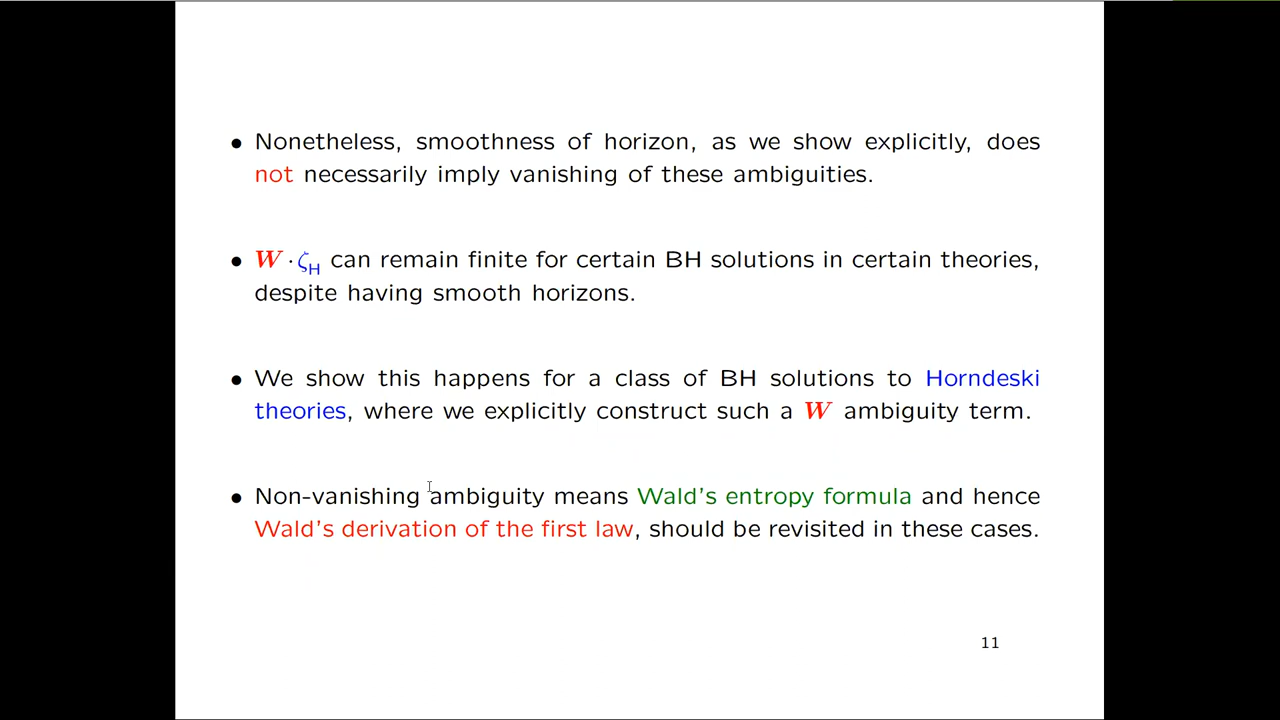 • Nonetheless, smoothness of horizon, as we show explicitly, does
not necessarily imply vanishing of these ambiguities.
• W · ζH can remain finite for certain BH solutions in certain theories,
despite having smooth horizons.
• We show this happens for a class of BH solutions to Horndeski
theories, where we explicitly construct such a W ambiguity term.
• Non-vanishing ambiguity means Wald's entropy formula and hence
Wald's derivation of the first law, should be revisited in these cases.
11